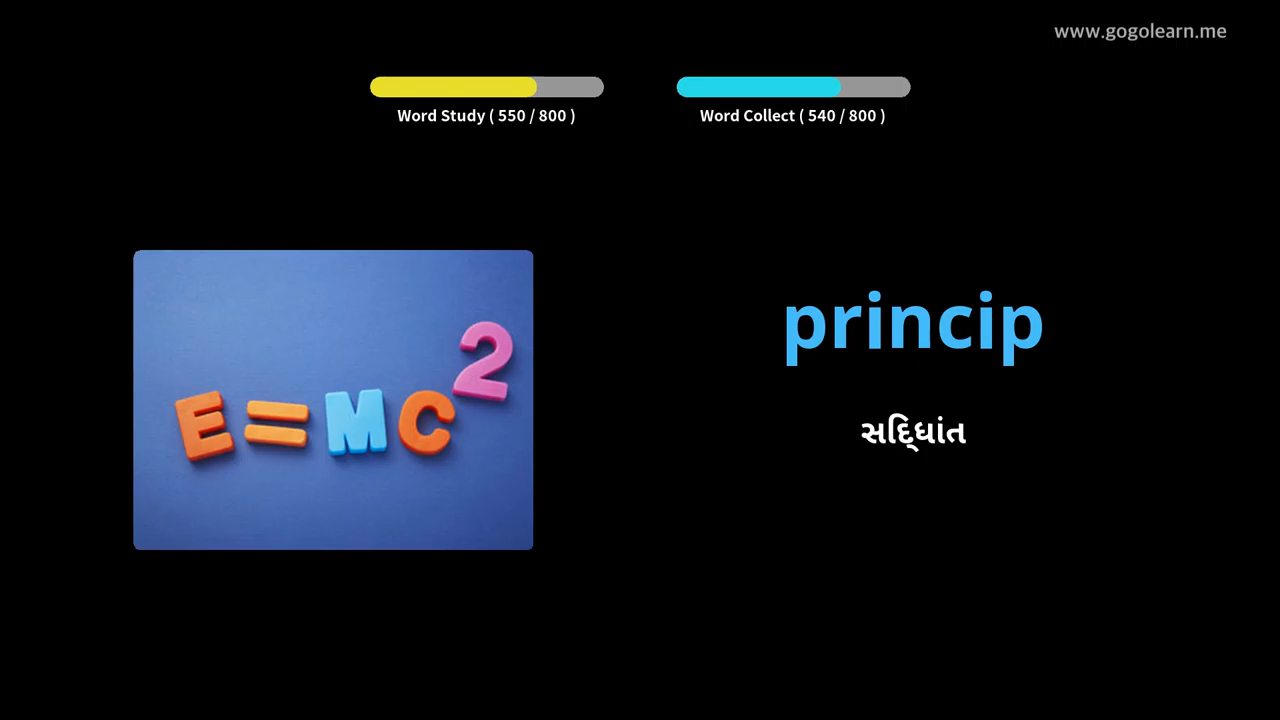 www.gogolearn.me
Word Study ( 550 / 800 )
Word Collect ( 540 / 800 )
E=MC2
princip
સદ્ધિાંત